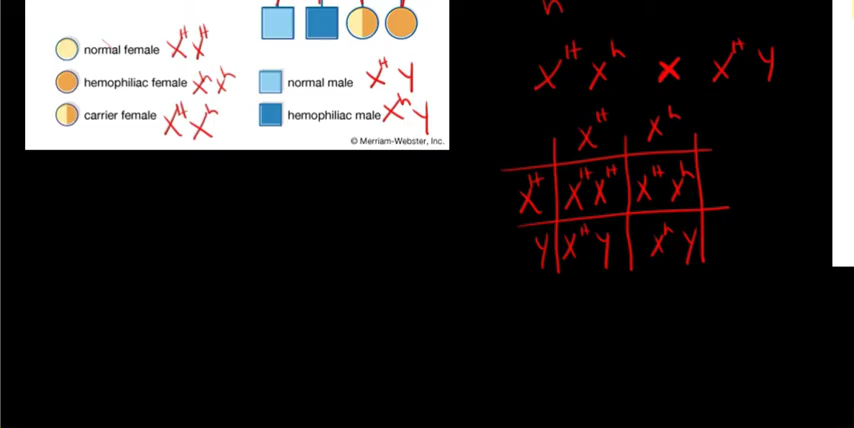 h
X^H X^h × X^H Y
normal female X^H X^H
hemophiliac female X^h X^h
normal male X^H Y
carrier female X^H X^h
hemophiliac male X^h Y
© Merriam-Webster, Inc.
X^H X^h
X^H X^H X^H X^H X^h
Y X^H Y X^h Y